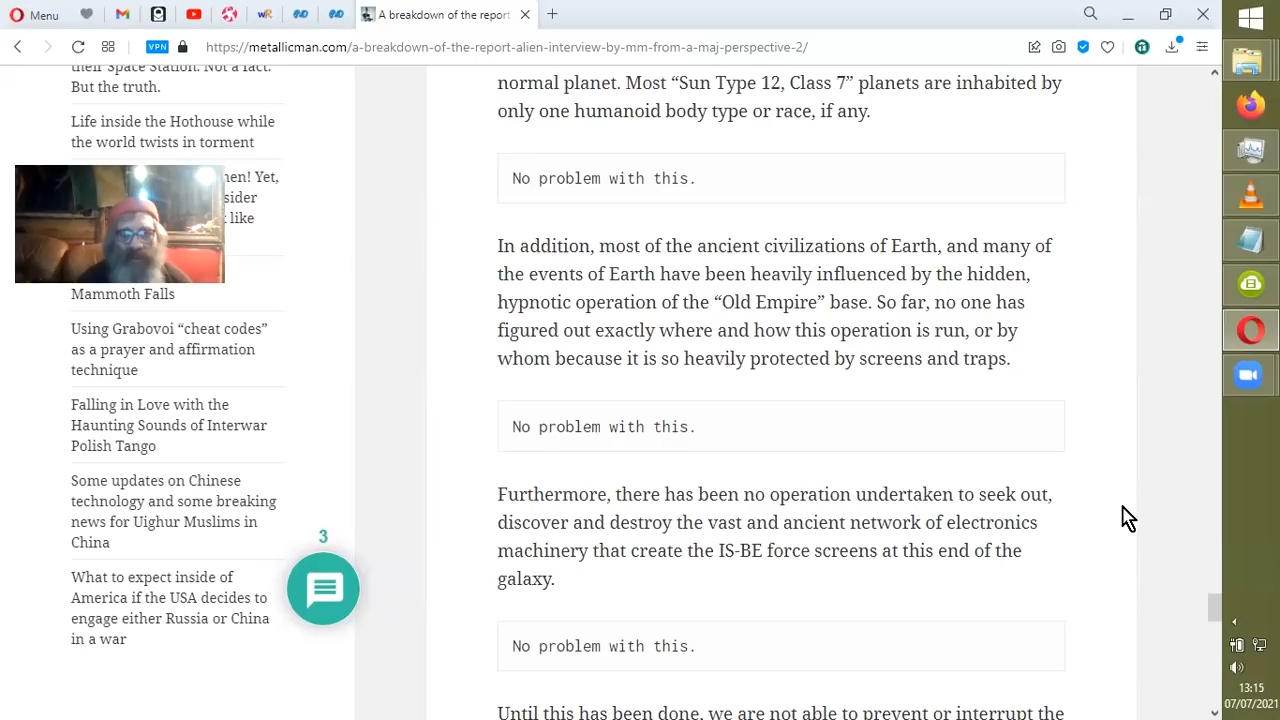 Menu
A breakdown of the report
https://metallicman.com/a-breakdown-of-the-report-alien-interview-by-mm-from-a-maj-perspective-2/
VPN
their Space Station. Not a fact.
But the truth.
Life inside the Hothouse while
the world twists in torment
nen! Yet,
sider
like
Mammoth Falls
Using Grabovoi “cheat codes”
as a prayer and affirmation
technique
Falling in Love with the
Haunting Sounds of Interwar
Polish Tango
Some updates on Chinese
technology and some breaking
news for Uighur Muslims in
China
What to expect inside of
America if the USA decides to
engage either Russia or China
in a war
3
normal planet. Most “Sun Type 12, Class 7” planets are inhabited by
only one humanoid body type or race, if any.
No problem with this.
In addition, most of the ancient civilizations of Earth, and many of
the events of Earth have been heavily influenced by the hidden,
hypnotic operation of the “Old Empire” base. So far, no one has
figured out exactly where and how this operation is run, or by
whom because it is so heavily protected by screens and traps.
No problem with this.
Furthermore, there has been no operation undertaken to seek out,
discover and destroy the vast and ancient network of electronics
machinery that create the IS-BE force screens at this end of the
galaxy.
No problem with this.
Until this has been done, we are not able to prevent or interrupt the
13:15
07/07/2021